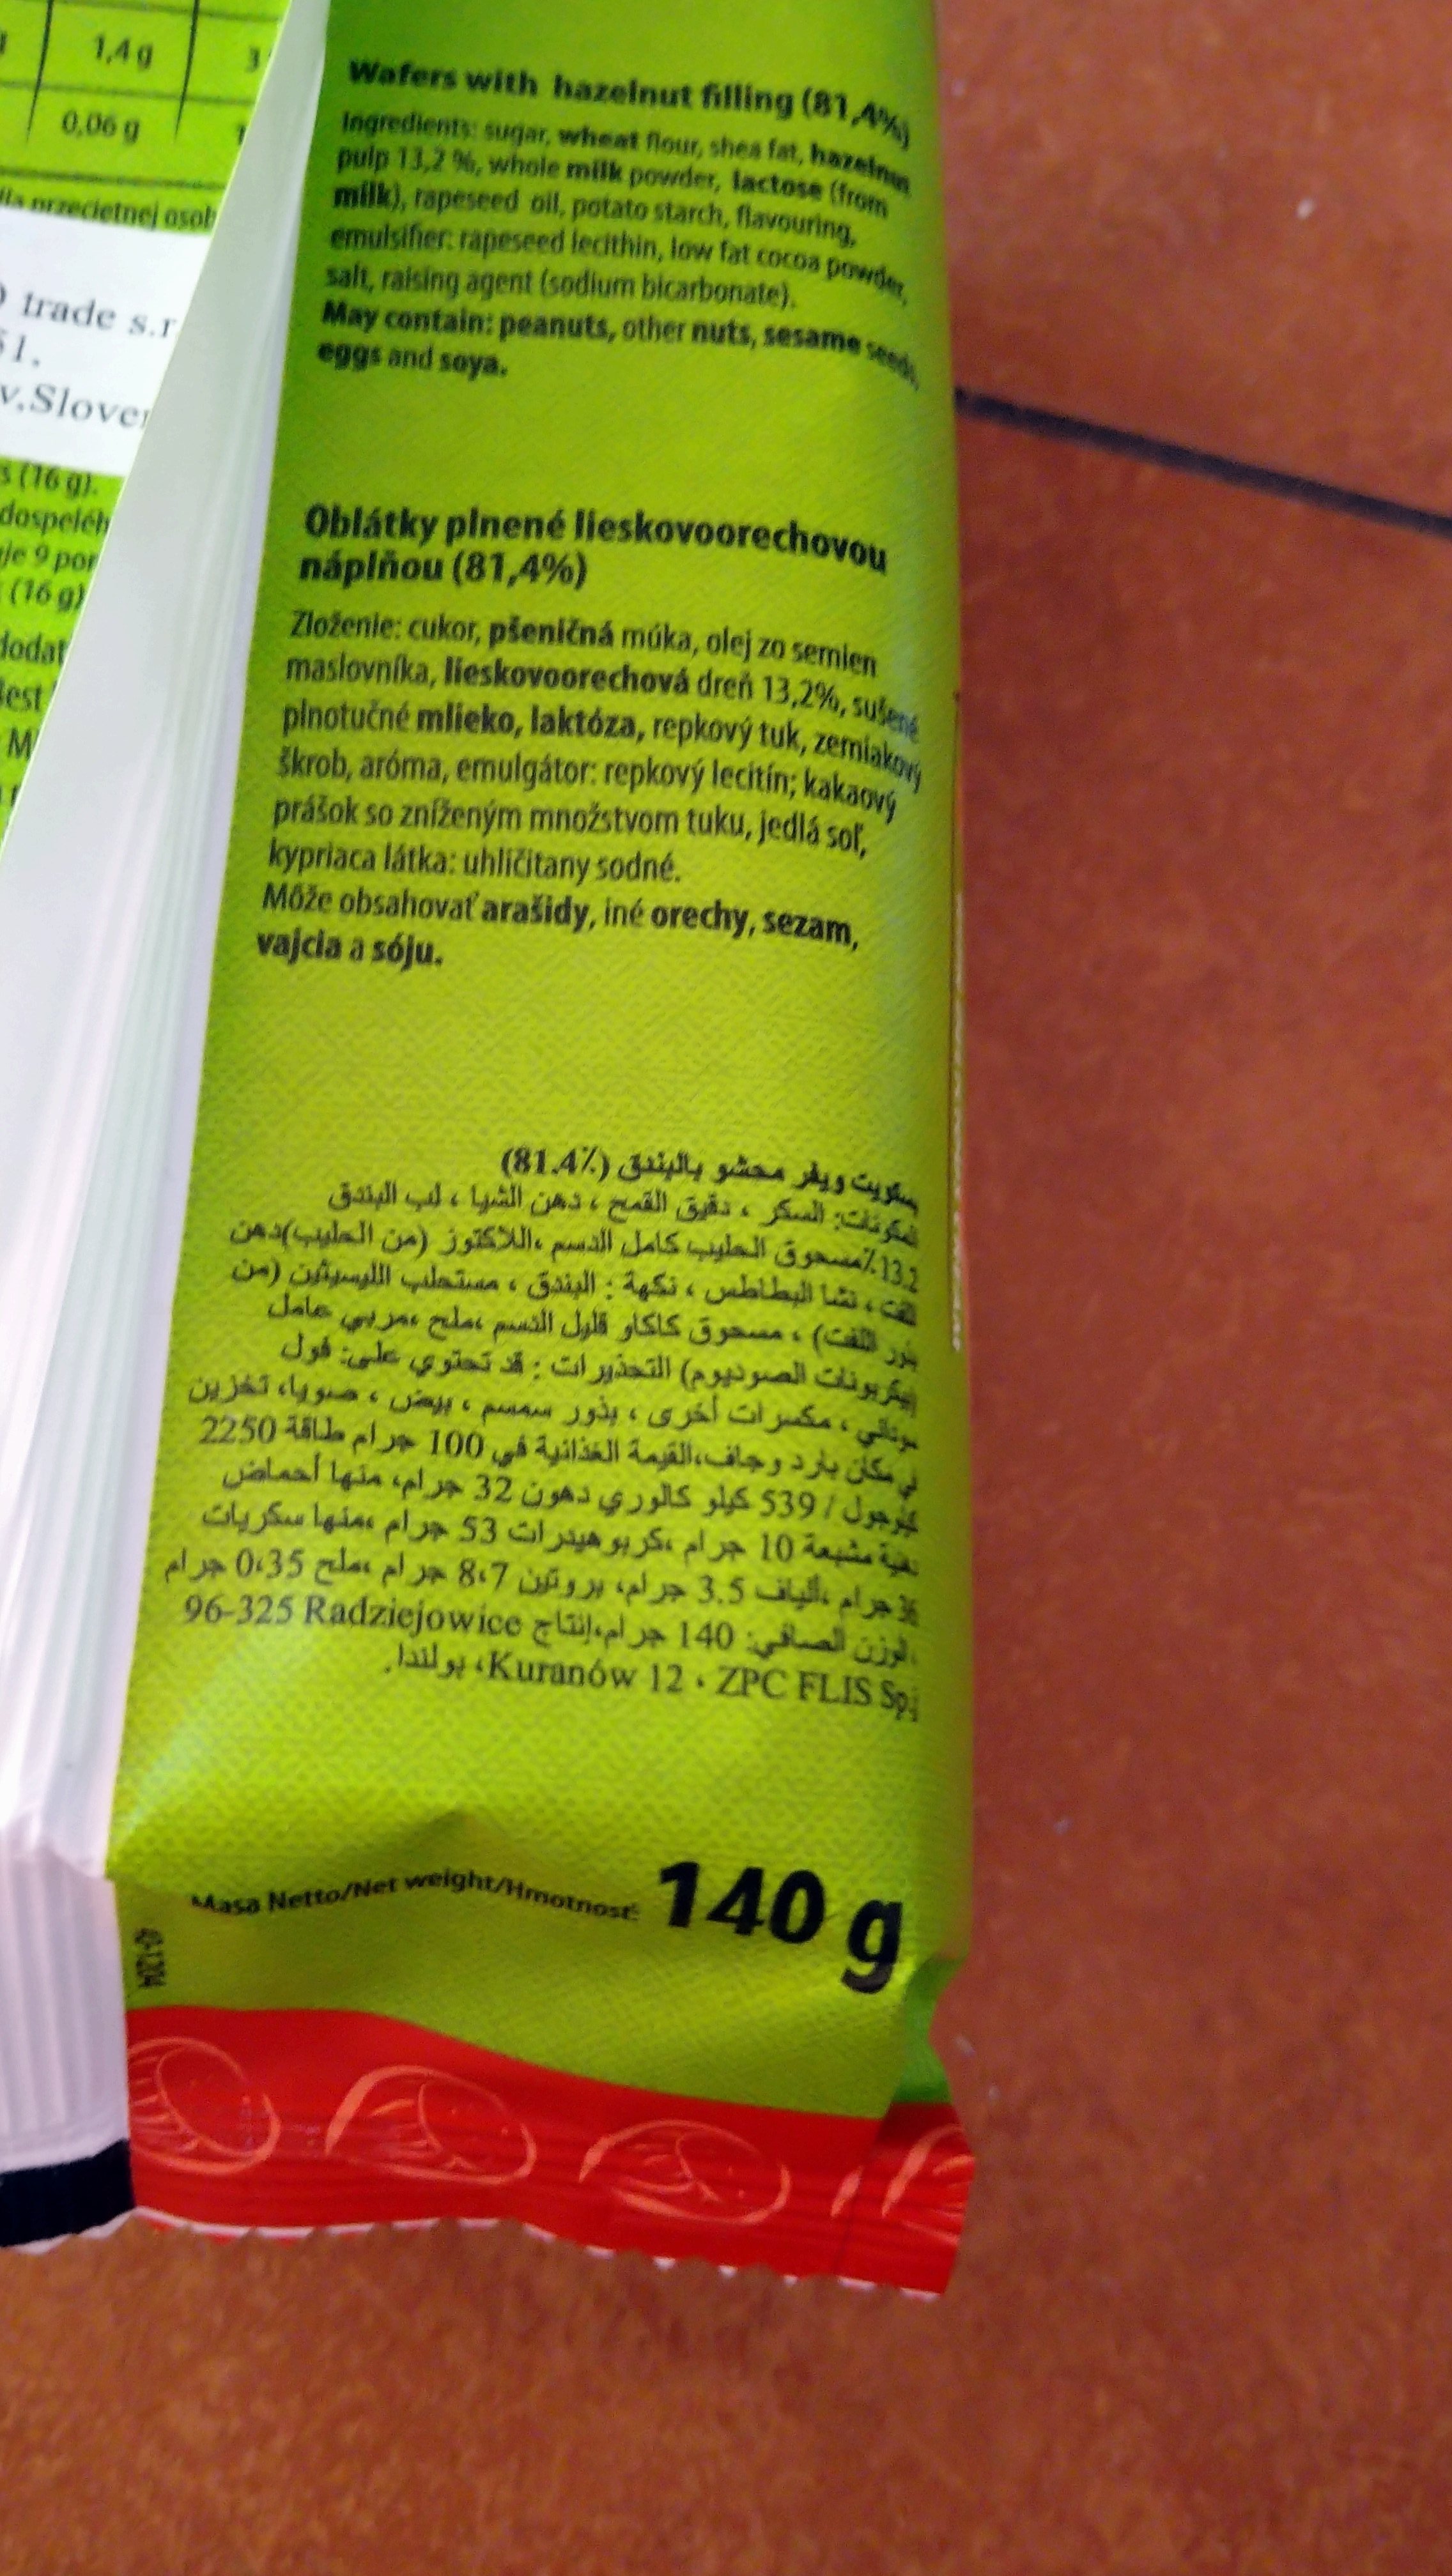 1,4 g
3
0,06 g
trade s.r
51.
v.Slove
s (16 g).
dospeléh
je 9 por
(16 g)
dodat
Best
M
Wafers with hazelnut filling (81,4%)
Ingredients: sugar, wheat flour, shea fat, hazelnut
pulp 13,2 %, whole milk powder, lactose (from
milk), rapeseed oil, potato starch, flavouring,
emulsifier: rapeseed lecithin, low fat cocoa powder,
salt, raising agent (sodium bicarbonate).
May contain: peanuts, other nuts, sesame seeds,
eggs and soya.
Oblátky plnené lieskovoorechovou
náplňou (81,4%)
Zloženie: cukor, pšeničná múka, olej zo semien
maslovníka, lieskovoorechová dreň 13,2%, sušené
plnotučné mlieko, laktóza, repkový tuk, zemiakový
škrob, aróma, emulgátor: repkový lecitín; kakaový
prášok so zníženým množstvom tuku, jedlá soľ,
kypriaca látka: uhličitany sodné.
Môže obsahovať arašidy, iné orechy, sezam,
vajcia a sóju.
بسكويت ويفر محشو بالبندق (81.4٪)
المكونات: السكر ، دقيق القمح ، دهن الشيا ، لب البندق
13.2٪مسحوق الحليب كامل الدسم ،اللاكتوز (من الحليب)دهن
اللفت ، نشا البطاطس ، نكهة : البندق ، مستحلب الليسيثين (من
بذور اللفت) ، مسحوق كاكاو قليل الدسم ،ملح ،مربي عامل
(بيكربونات الصوديوم) التحذيرات : قد تحتوي على: فول
سوداني ، مكسرات أخرى ، بذور سمسم ، بيض ، صويا، تخزين
في مكان بارد وجاف،القيمة الغذائية في 100 جرام طاقة 2250
كيلوجول / 539 كيلو كالوري دهون 32 جرام، منها أحماض
دهنية مشبعة 10 جرام ،كربوهيدرات 53 جرام ،منها سكريات
36 جرام ،ألياف 3.5 جرام، بروتين 8،7 جرام ،ملح 0،35 جرام
الوزن الصافي: 140 جرام،إنتاج 96-325 Radziejowice
ZPC FLIS Spj ، Kuranów 12، بولندا.
Masa Netto/Net weight/Hmotnosť: 140 g